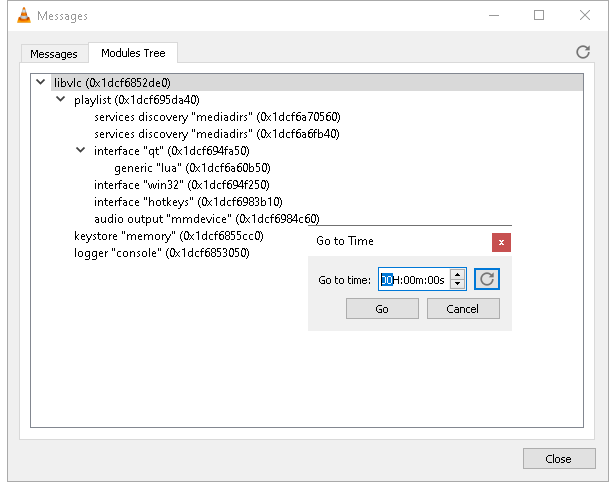 Messages
Messages
Modules Tree
libvlc (0x1dcf6852de0)
playlist (0x1dcf695da40)
services discovery "mediadirs" (0x1dcf6a70560)
services discovery "mediadirs" (0x1dcf6a6fb40)
interface "qt" (0x1dcf694fa50)
generic "lua" (0x1dcf6a60b50)
interface "win32" (0x1dcf694f250)
interface "hotkeys" (0x1dcf6983b10)
audio output "mmdevice" (0x1dcf6984c60)
keystore "memory" (0x1dcf6855cc0)
logger "console" (0x1dcf6853050)
Go to Time
x
Go to time: 00H:00m:00s
Go
Cancel
Close